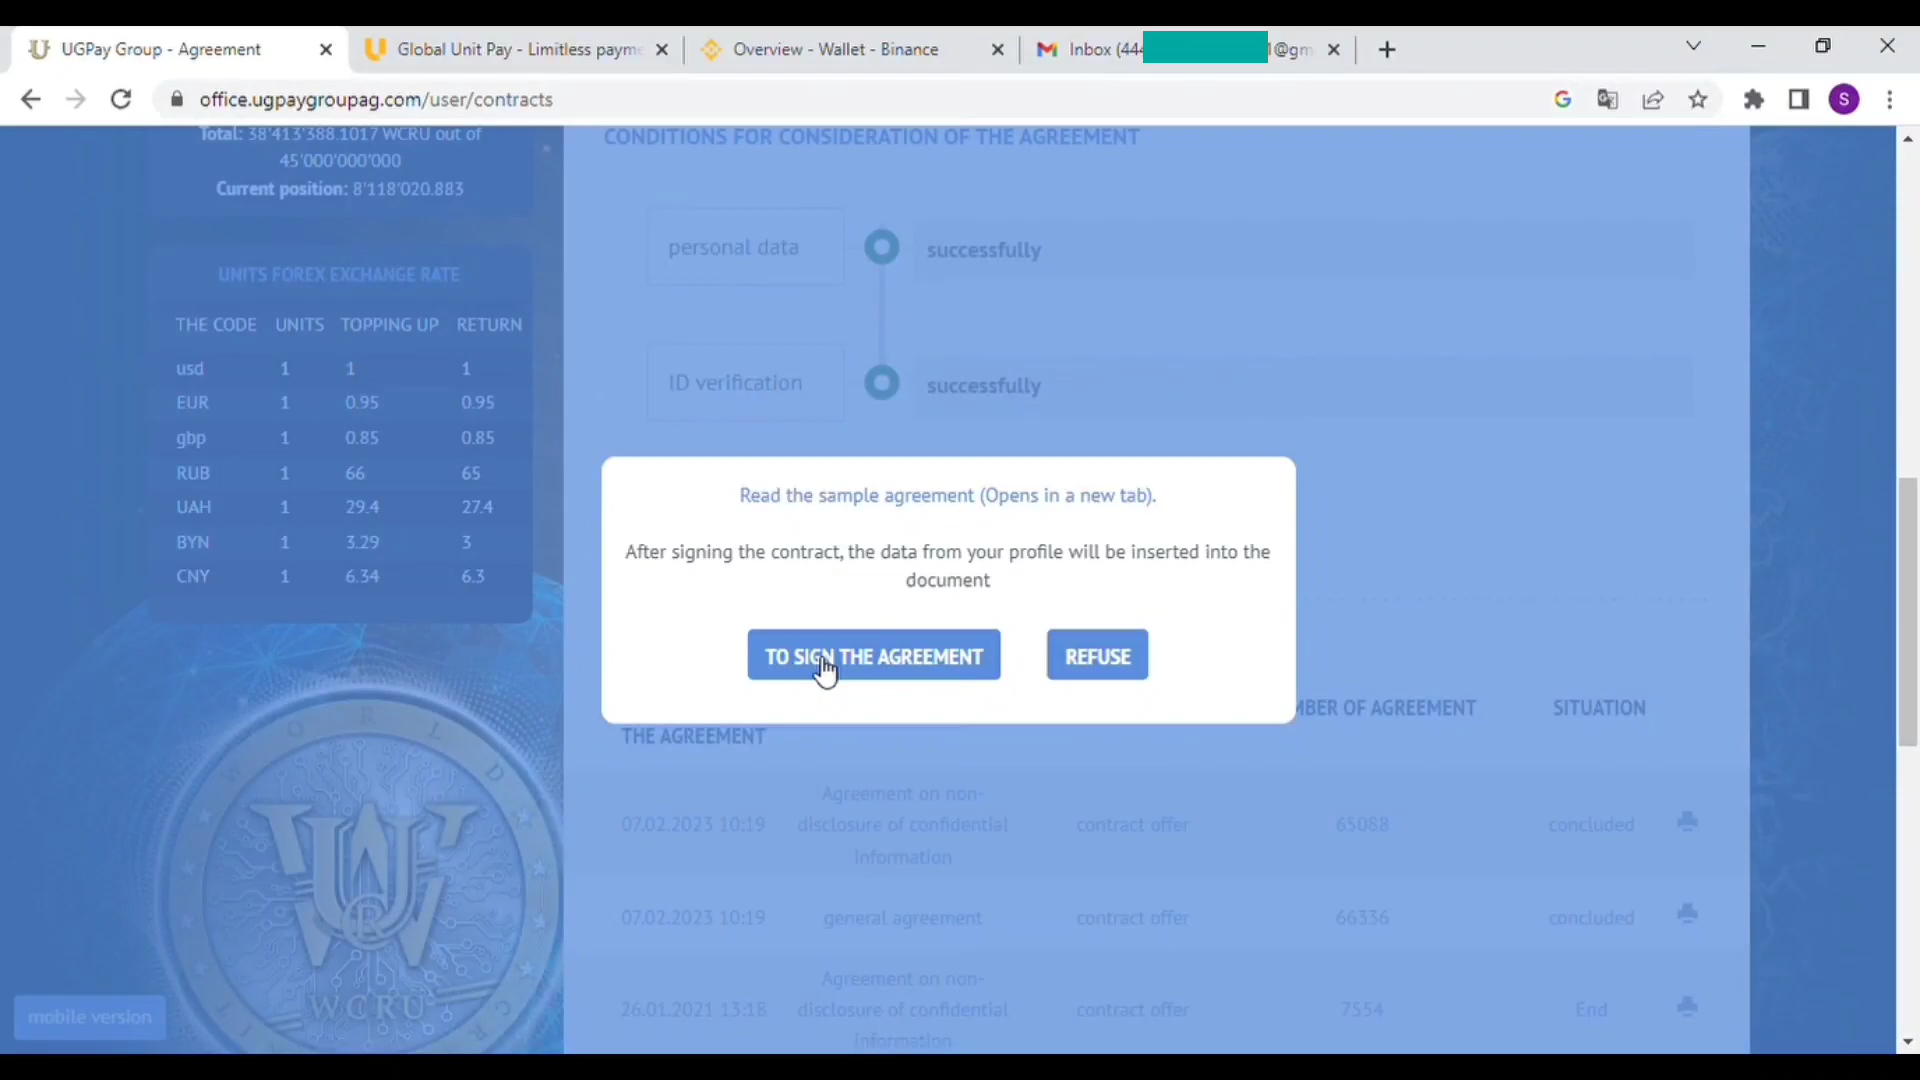 UGPay Group - Agreement
Global Unit Pay - Limitless payme
Overview - Wallet - Binance
Inbox (444
1@gm
office.ugpaygroupag.com/user/contracts
S
Total: 38'413'388.1017 WCRU out of
45'000'000'000
Current position: 8'118'020.883
UNITS FOREX EXCHANGE RATE
THE CODE UNITS TOPPING UP RETURN
usd 1 1 1
EUR 1 0.95 0.95
gbp 1 0.85 0.85
RUB 1 66 65
UAH 1 29.4 27.4
BYN 1 3.29 3
CNY 1 6.34 6.3
WORLD
WCRU
mobile version
CONDITIONS FOR CONSIDERATION OF THE AGREEMENT
personal data successfully
ID verification successfully
Read the sample agreement (Opens in a new tab).
After signing the contract, the data from your profile will be inserted into the
document
TO SIGN THE AGREEMENT REFUSE
MBER OF AGREEMENT SITUATION
THE AGREEMENT
Agreement on non-
07.02.2023 10:19 disclosure of confidential contract offer 65088 concluded
information
07.02.2023 10:19 general agreement contract offer 66336 concluded
Agreement on non-
26.01.2021 13:18 disclosure of confidential contract offer 7554 End
information